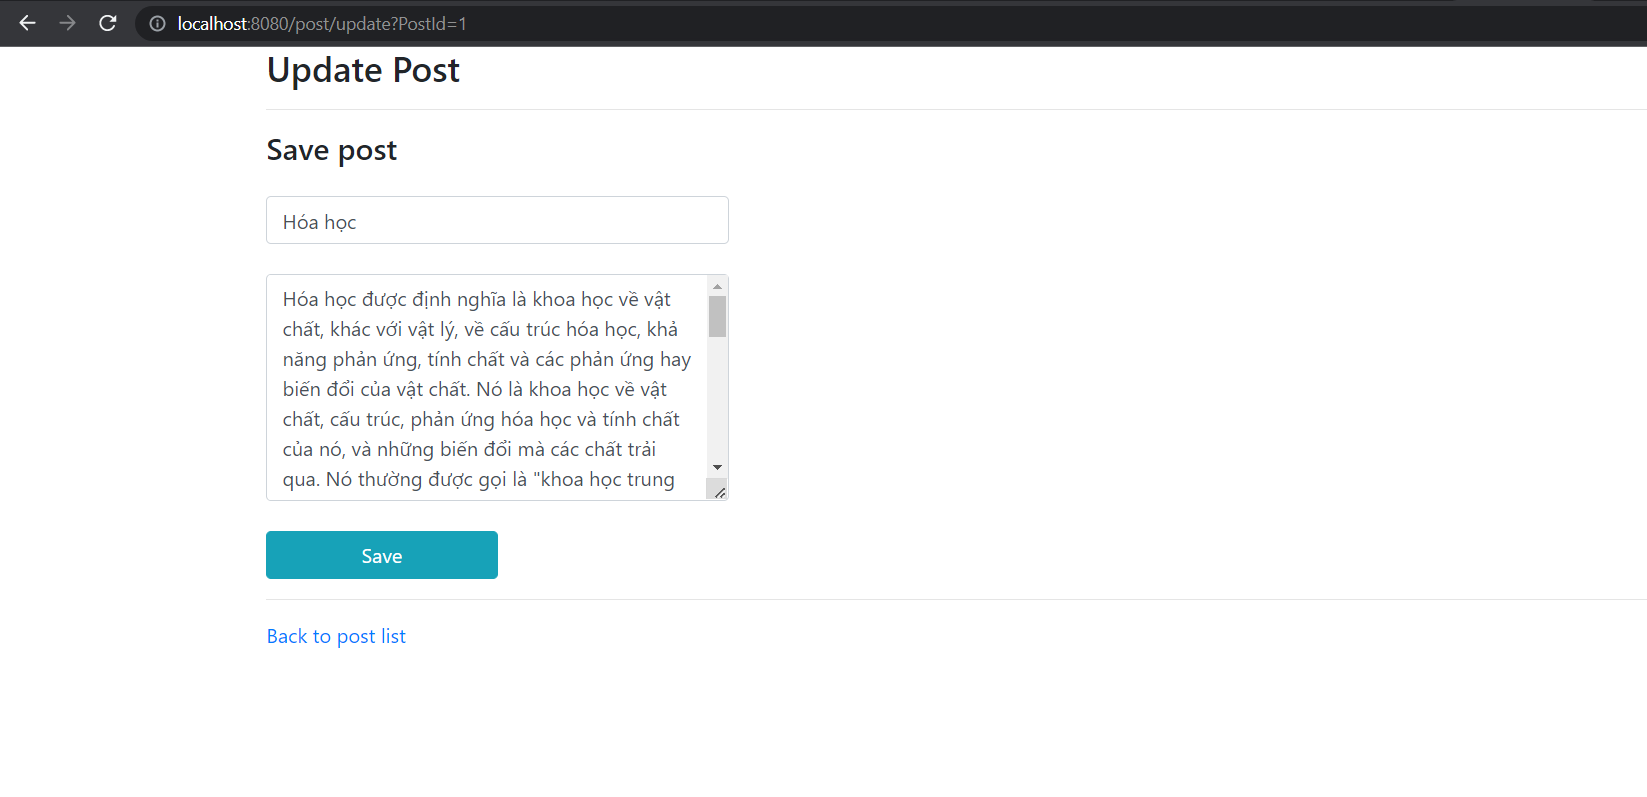 localhost:8080/post/update?PostId=1
Update Post
Save post
Hóa học
Hóa học được định nghĩa là khoa học về vật
chất, khác với vật lý, về cấu trúc hóa học, khả
năng phản ứng, tính chất và các phản ứng hay
biến đổi của vật chất. Nó là khoa học về vật
chất, cấu trúc, phản ứng hóa học và tính chất
của nó, và những biến đổi mà các chất trải
qua. Nó thường được gọi là "khoa học trung
Save
Back to post list